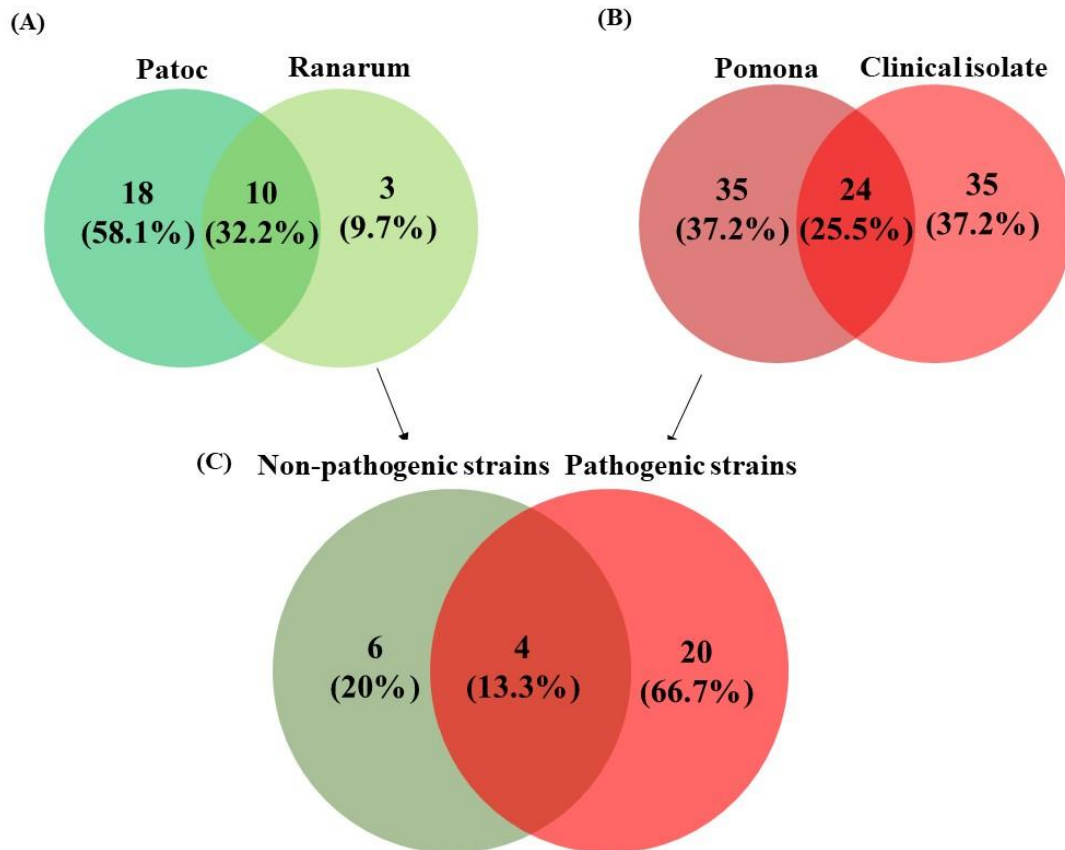 (A)
Patoc
Ranarum
18
(58.1%)
10
(32.2%)
3
(9.7%)
(B)
Pomona
Clinical isolate
35
(37.2%)
24
(25.5%)
35
(37.2%)
(C)
Non-pathogenic strains
Pathogenic strains
6
(20%)
4
(13.3%)
20
(66.7%)